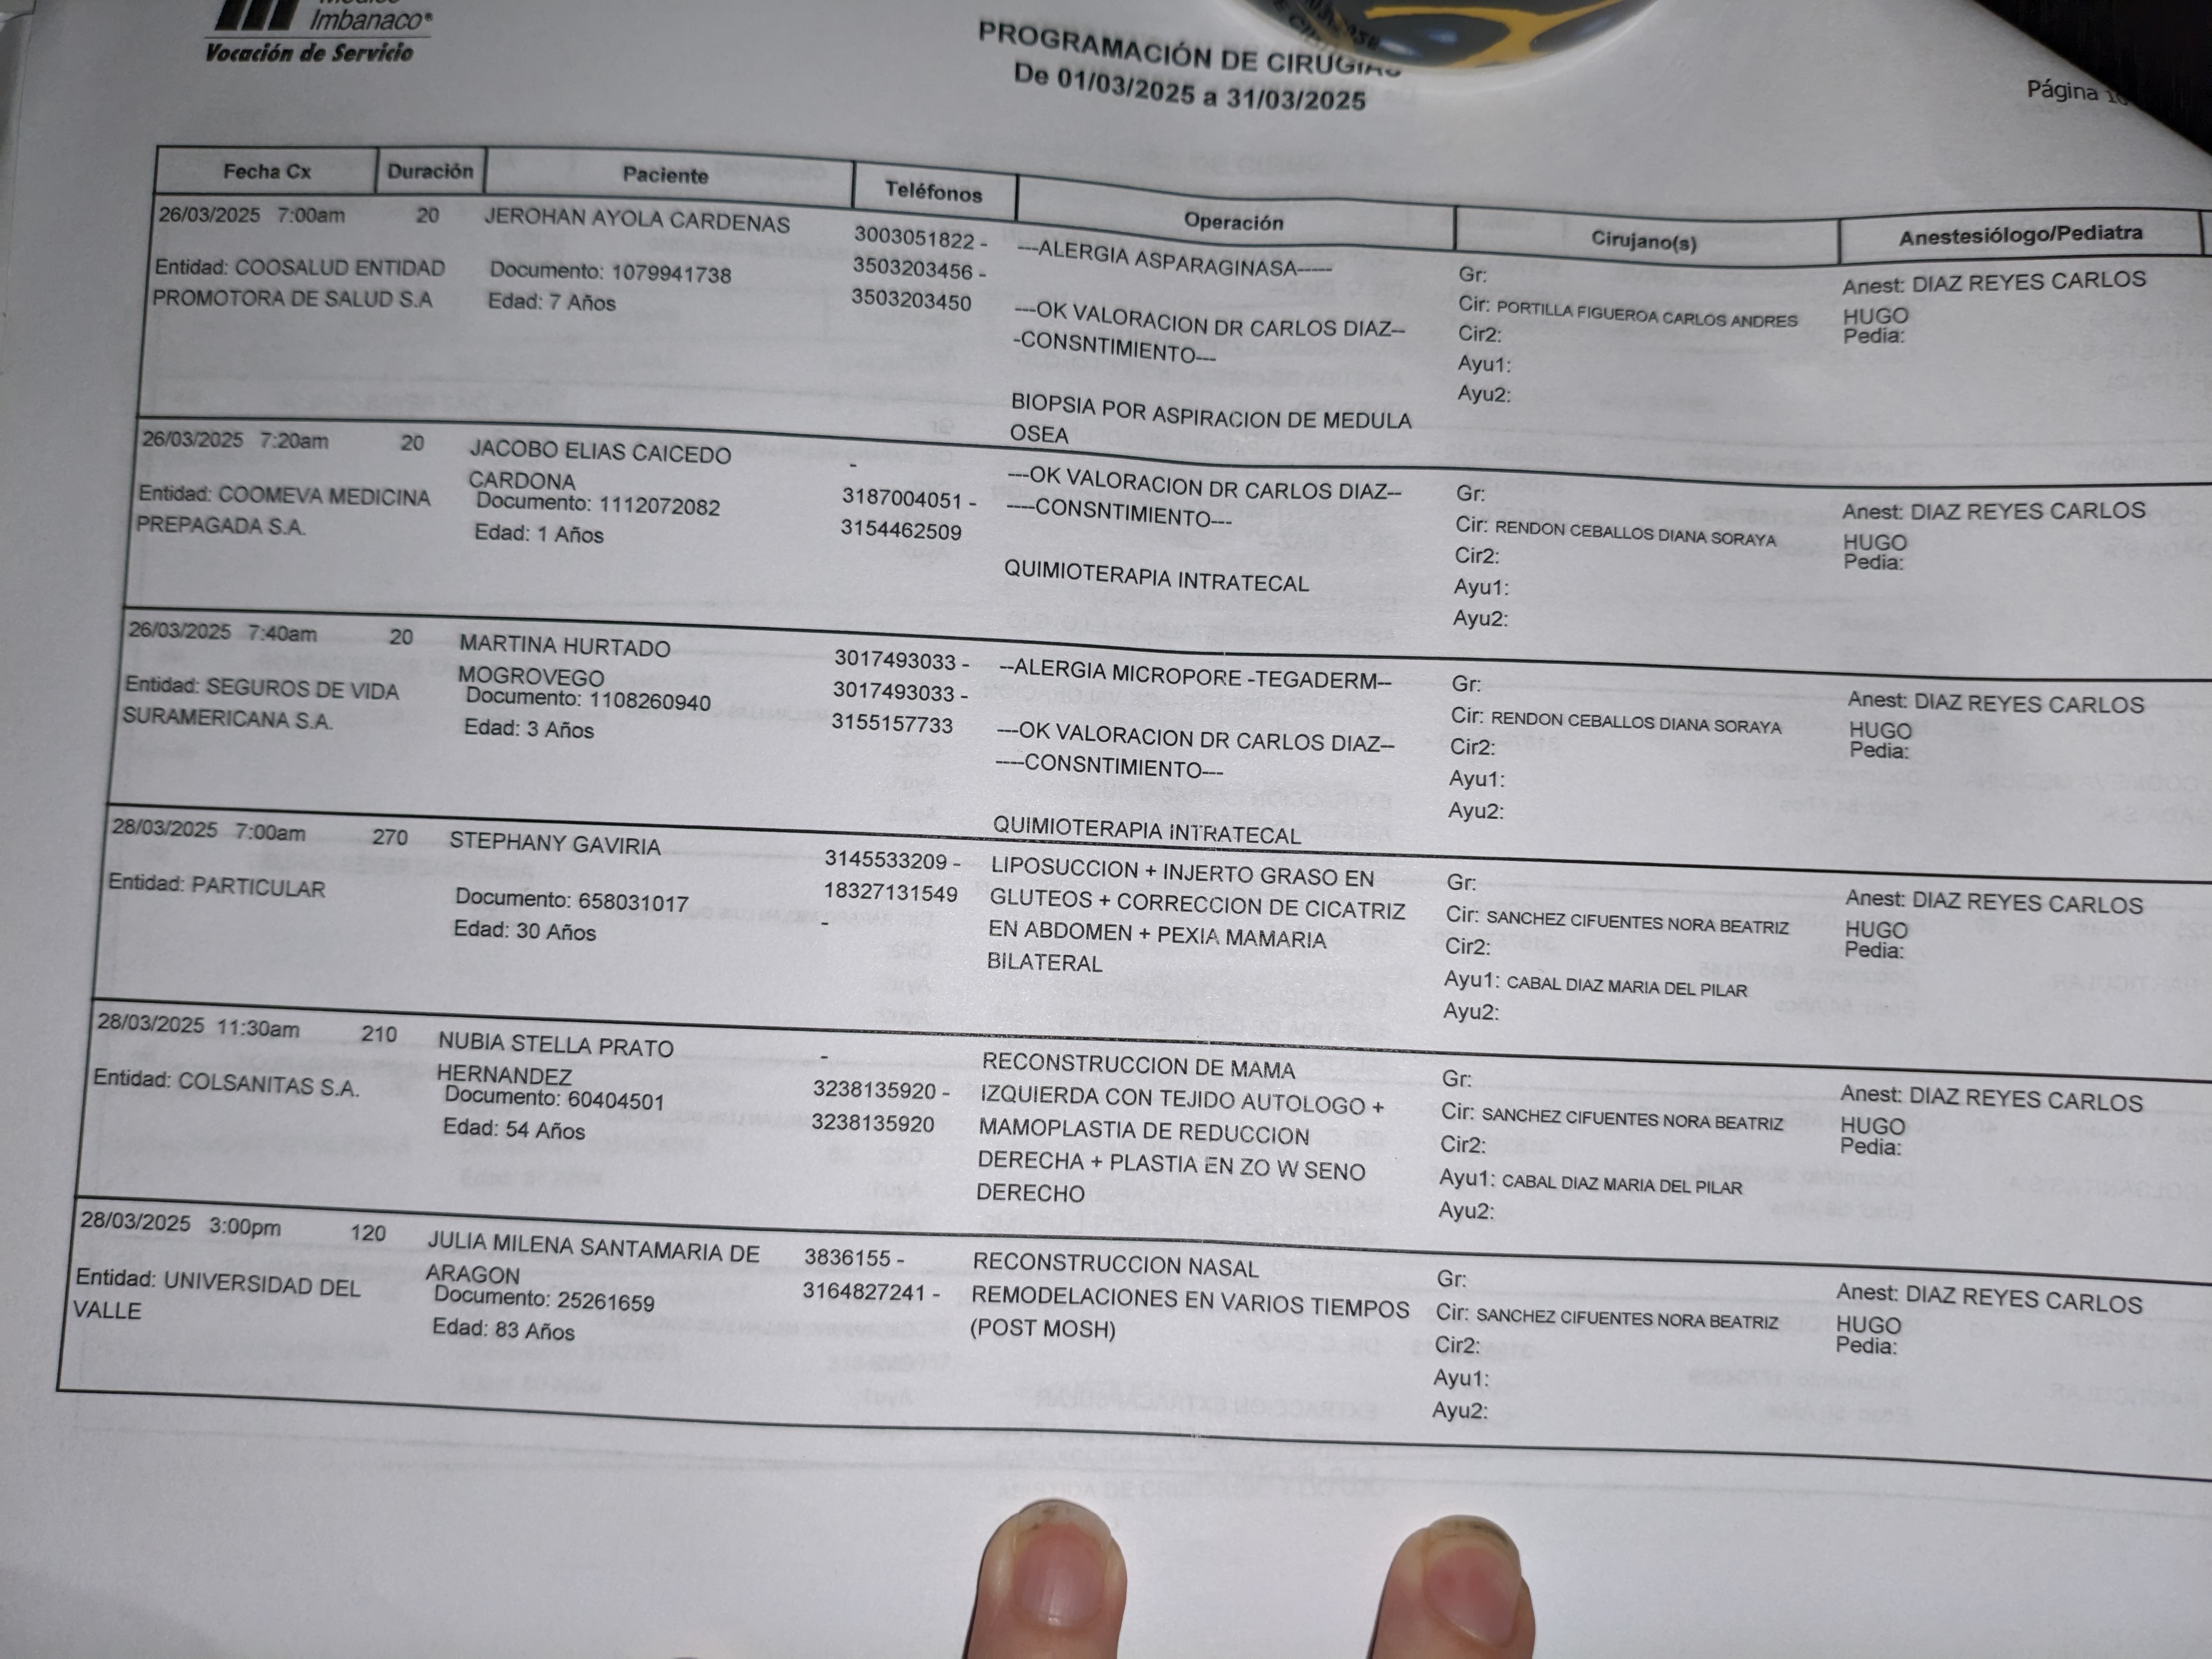 Imbanaco®
Vocación de Servicio
PROGRAMACIÓN DE CIRUGIAS
De 01/03/2025 a 31/03/2025
Página
Fecha Cx Duración Paciente Teléfonos Operación Cirujano(s) Anestesiólogo/Pediatra
26/03/2025 7:00am 20 JEROHAN AYOLA CARDENAS
Entidad: COOSALUD ENTIDAD
PROMOTORA DE SALUD S.A
Documento: 1079941738
Edad: 7 Años
3003051822 -
3503203456 -
3503203450
---ALERGIA ASPARAGINASA-----
---OK VALORACION DR CARLOS DIAZ--
-CONSNTIMIENTO---
BIOPSIA POR ASPIRACION DE MEDULA
OSEA
Gr:
Cir: PORTILLA FIGUEROA CARLOS ANDRES
Cir2:
Ayu1:
Ayu2:
Anest: DIAZ REYES CARLOS
HUGO
Pedia:
26/03/2025 7:20am 20 JACOBO ELIAS CAICEDO
CARDONA
Entidad: COOMEVA MEDICINA
PREPAGADA S.A.
Documento: 1112072082
Edad: 1 Años
-
3187004051 -
3154462509
---OK VALORACION DR CARLOS DIAZ--
----CONSNTIMIENTO---
QUIMIOTERAPIA INTRATECAL
Gr:
Cir: RENDON CEBALLOS DIANA SORAYA
Cir2:
Ayu1:
Ayu2:
Anest: DIAZ REYES CARLOS
HUGO
Pedia:
26/03/2025 7:40am 20 MARTINA HURTADO
MOGROVEGO
Entidad: SEGUROS DE VIDA
SURAMERICANA S.A.
Documento: 1108260940
Edad: 3 Años
3017493033 -
3017493033 -
3155157733
--ALERGIA MICROPORE -TEGADERM--
---OK VALORACION DR CARLOS DIAZ--
----CONSNTIMIENTO---
QUIMIOTERAPIA INTRATECAL
Gr:
Cir: RENDON CEBALLOS DIANA SORAYA
Cir2:
Ayu1:
Ayu2:
Anest: DIAZ REYES CARLOS
HUGO
Pedia:
28/03/2025 7:00am 270 STEPHANY GAVIRIA
Entidad: PARTICULAR
Documento: 658031017
Edad: 30 Años
3145533209 -
18327131549
-
LIPOSUCCION + INJERTO GRASO EN
GLUTEOS + CORRECCION DE CICATRIZ
EN ABDOMEN + PEXIA MAMARIA
BILATERAL
Gr:
Cir: SANCHEZ CIFUENTES NORA BEATRIZ
Cir2:
Ayu1: CABAL DIAZ MARIA DEL PILAR
Ayu2:
Anest: DIAZ REYES CARLOS
HUGO
Pedia:
28/03/2025 11:30am 210 NUBIA STELLA PRATO
HERNANDEZ
Entidad: COLSANITAS S.A.
Documento: 60404501
Edad: 54 Años
-
3238135920 -
3238135920
RECONSTRUCCION DE MAMA
IZQUIERDA CON TEJIDO AUTOLOGO +
MAMOPLASTIA DE REDUCCION
DERECHA + PLASTIA EN ZO W SENO
DERECHO
Gr:
Cir: SANCHEZ CIFUENTES NORA BEATRIZ
Cir2:
Ayu1: CABAL DIAZ MARIA DEL PILAR
Ayu2:
Anest: DIAZ REYES CARLOS
HUGO
Pedia:
28/03/2025 3:00pm 120 JULIA MILENA SANTAMARIA DE
ARAGON
Entidad: UNIVERSIDAD DEL
VALLE
Documento: 25261659
Edad: 83 Años
3836155 -
3164827241 -
RECONSTRUCCION NASAL
REMODELACIONES EN VARIOS TIEMPOS
(POST MOSH)
Gr:
Cir: SANCHEZ CIFUENTES NORA BEATRIZ
Cir2:
Ayu1:
Ayu2:
Anest: DIAZ REYES CARLOS
HUGO
Pedia: